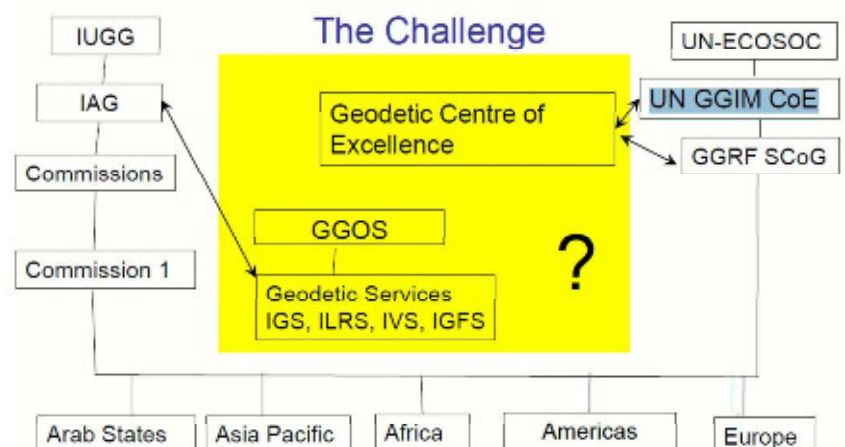 The Challenge
IUGG
IAG
Commissions
Commission 1
Geodetic Centre of
Excellence
GGOS
Geodetic Services
IGS, ILRS, IVS, IGFS
?
UN-ECOSOC
UN GGIM CoE
GGRF SCoG
Arab States
Asia Pacific
Africa
Americas
Europe